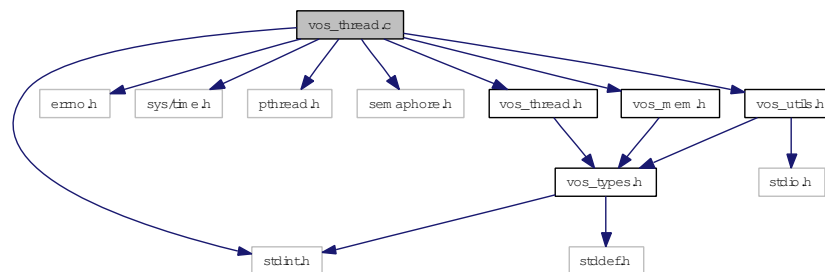 vos_thread.c
errno.h
sys/time.h
pthread.h
semaphore.h
vos_thread.h
vos_mem.h
vos_utils.h
vos_types.h
stdio.h
stdint.h
stddef.h